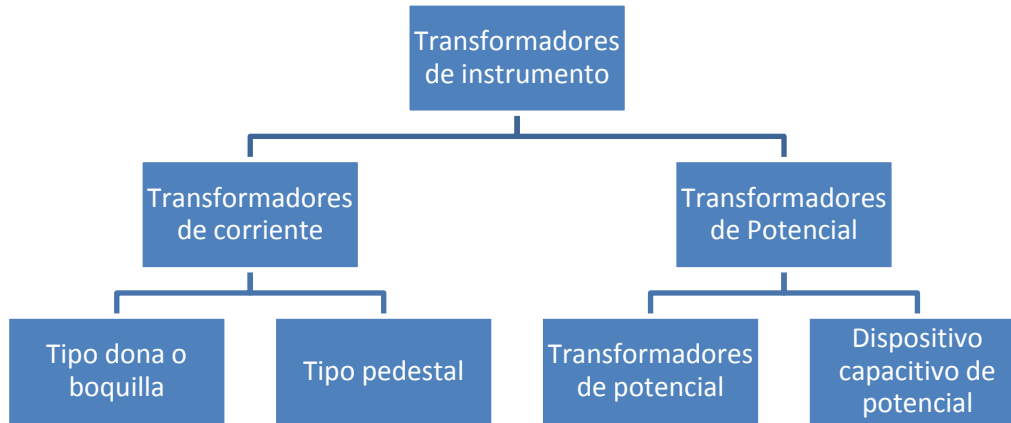 Transformadores
de instrumento
Transformadores
de corriente
Transformadores
de Potencial
Tipo dona o
boquilla
Tipo pedestal
Transformadores
de potencial
Dispositivo
capacitivo de
potencial